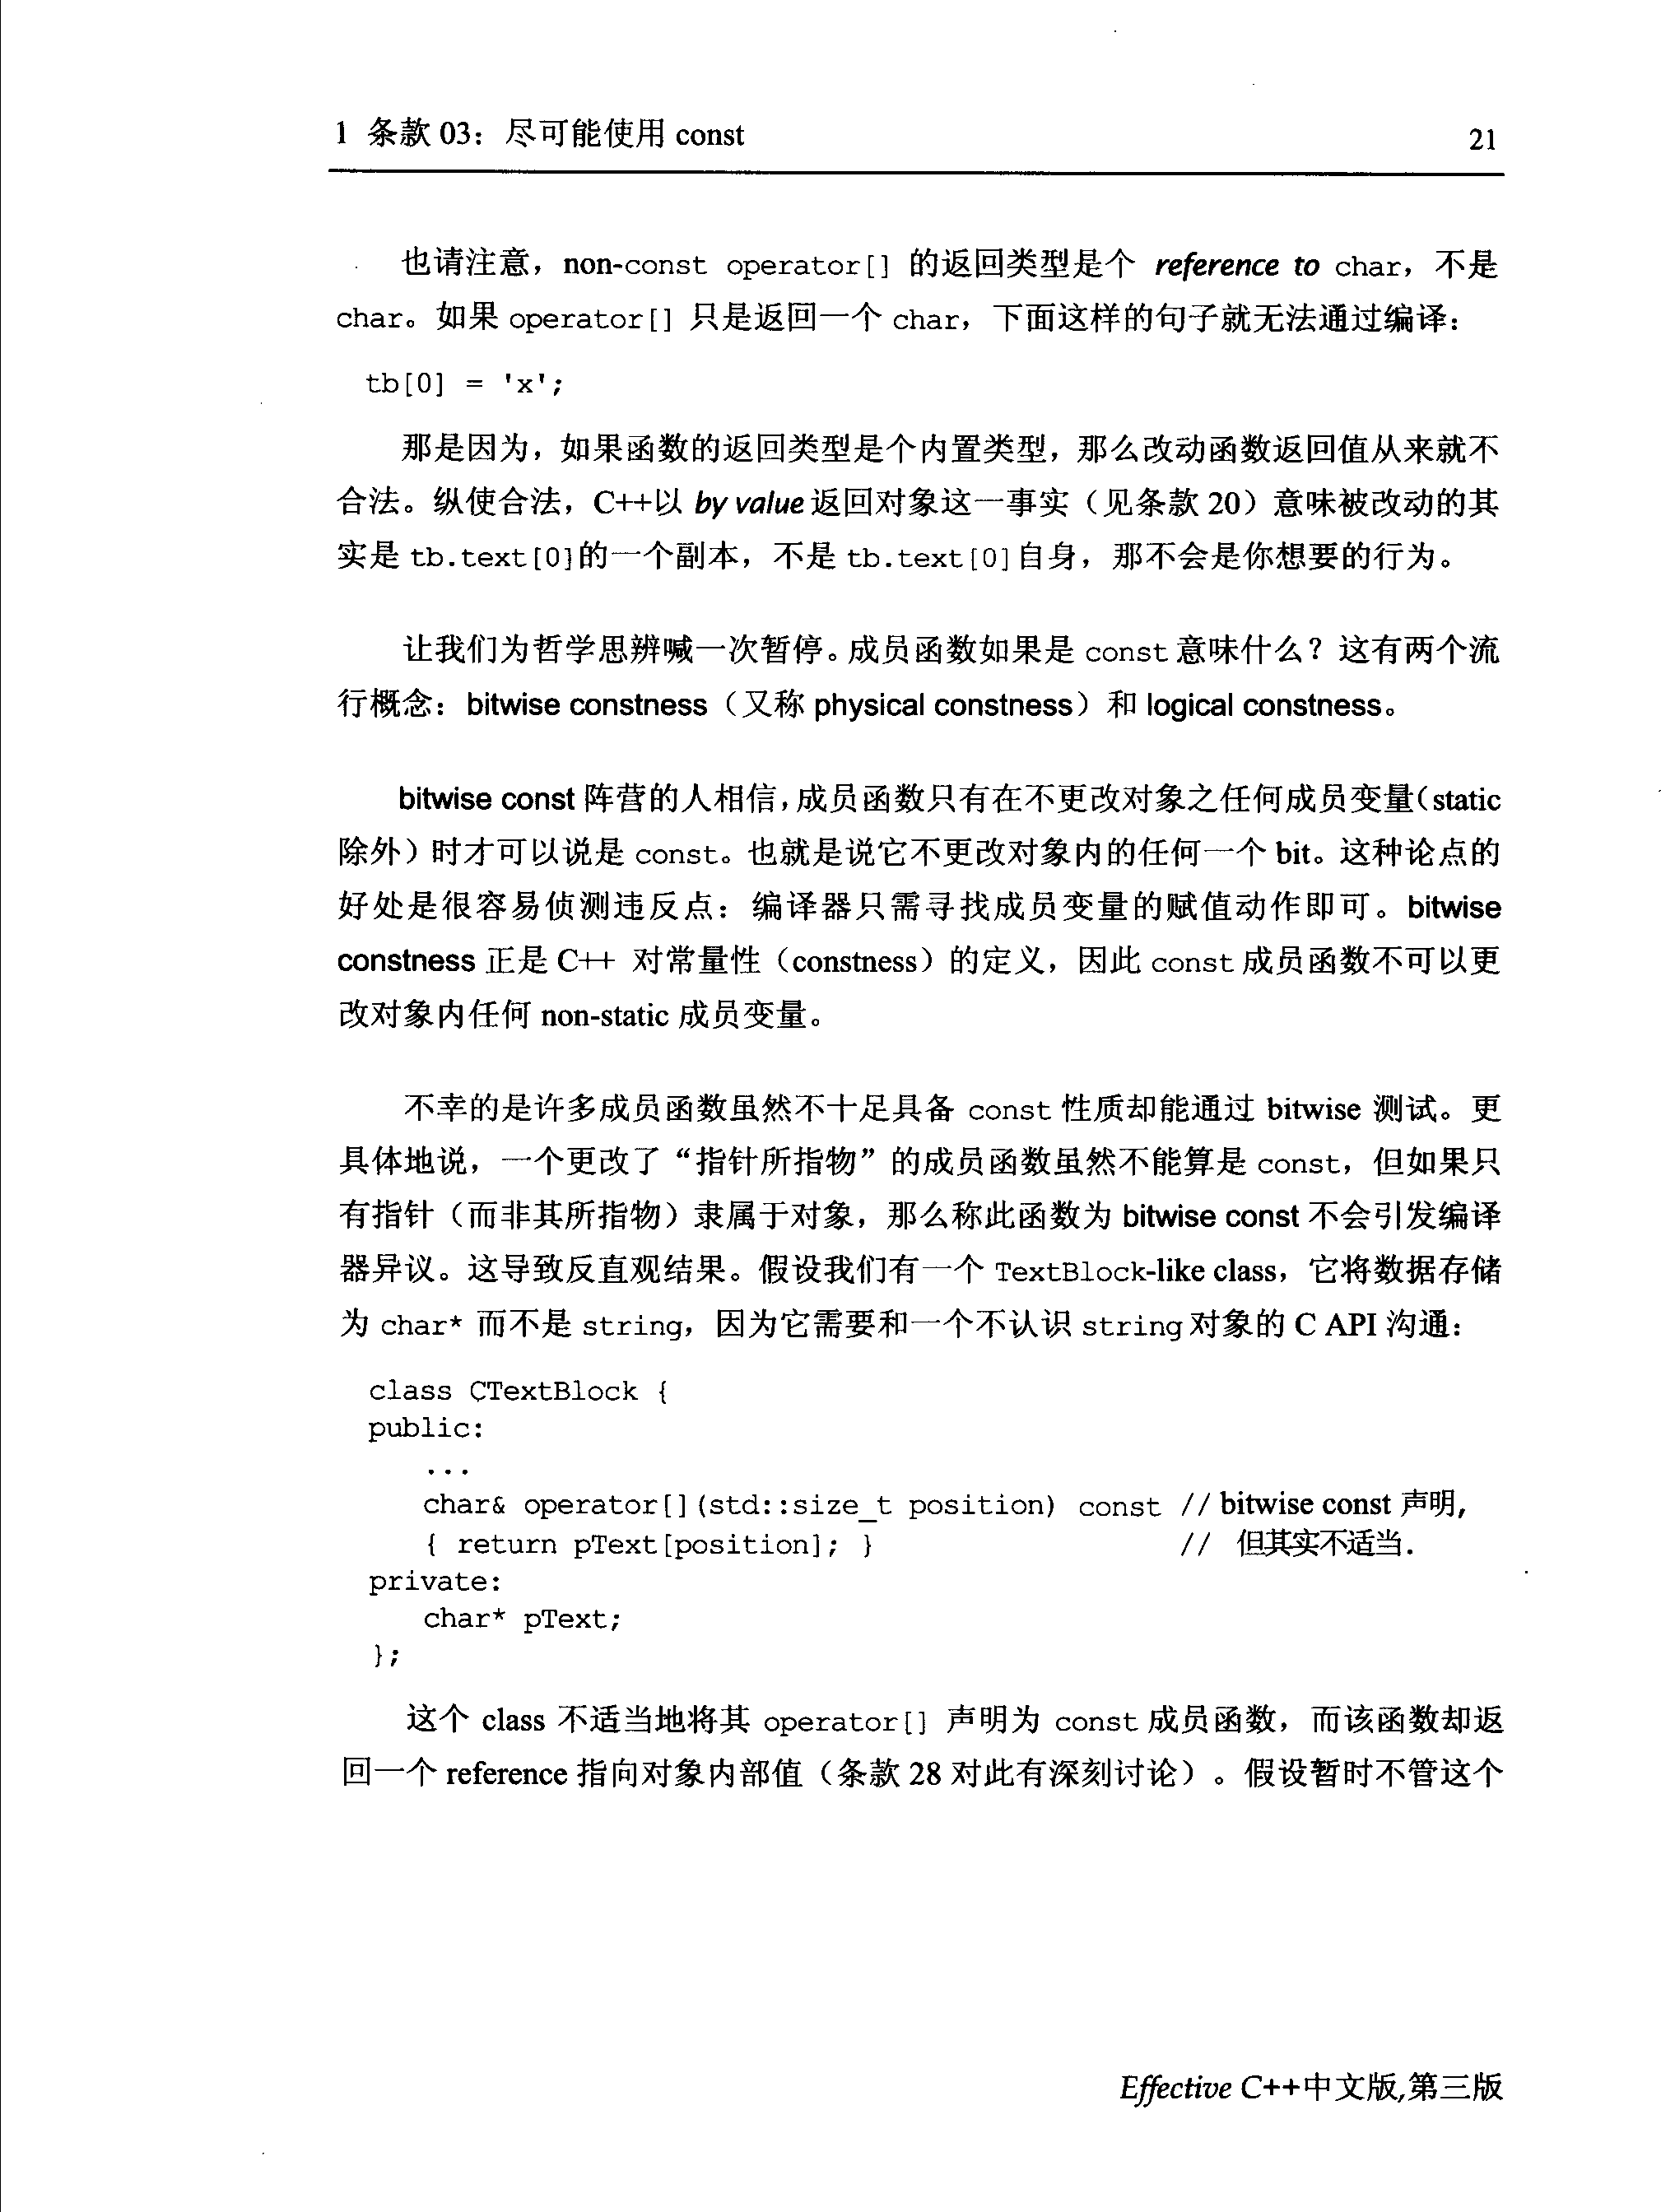 1 条款 03：尽可能使用 const
21
也请注意，non-const operator[] 的返回类型是个 reference to char，不是
char。如果 operator[] 只是返回一个 char，下面这样的句子就无法通过编译：
tb[0] = 'x';
那是因为，如果函数的返回类型是个内置类型，那么改动函数返回值从来就不
合法。纵使合法，C++以 by value 返回对象这一事实（见条款 20）意味被改动的其
实是 tb.text[0]的一个副本，不是 tb.text[0]自身，那不会是你想要的行为。
让我们为哲学思辨喊一次暂停。成员函数如果是 const 意味什么？这有两个流
行概念：bitwise constness（又称 physical constness）和 logical constness。
bitwise const 阵营的人相信，成员函数只有在不更改对象之任何成员变量（static
除外）时才可以说是 const。也就是说它不更改对象内的任何一个 bit。这种论点的
好处是很容易侦测违反点：编译器只需寻找成员变量的赋值动作即可。bitwise
constness 正是 C++ 对常量性（constness）的定义，因此 const 成员函数不可以更
改对象内任何 non-static 成员变量。
不幸的是许多成员函数虽然不十足具备 const 性质却能通过 bitwise 测试。更
具体地说，一个更改了“指针所指物”的成员函数虽然不能算是 const，但如果只
有指针（而非其所指物）隶属于对象，那么称此函数为 bitwise const 不会引发编译
器异议。这导致反直观结果。假设我们有一个 TextBlock-like class，它将数据存储
为 char* 而不是 string，因为它需要和一个不认识 string 对象的 C API 沟通：
class CTextBlock {
public:
...
char& operator[](std::size_t position) const // bitwise const 声明,
{ return pText[position]; } // 但其实不适当.
private:
char* pText;
};
这个 class 不适当地将其 operator[] 声明为 const 成员函数，而该函数却返
回一个 reference 指向对象内部值（条款 28 对此有深刻讨论）。假设暂时不管这个
Effective C++中文版,第三版